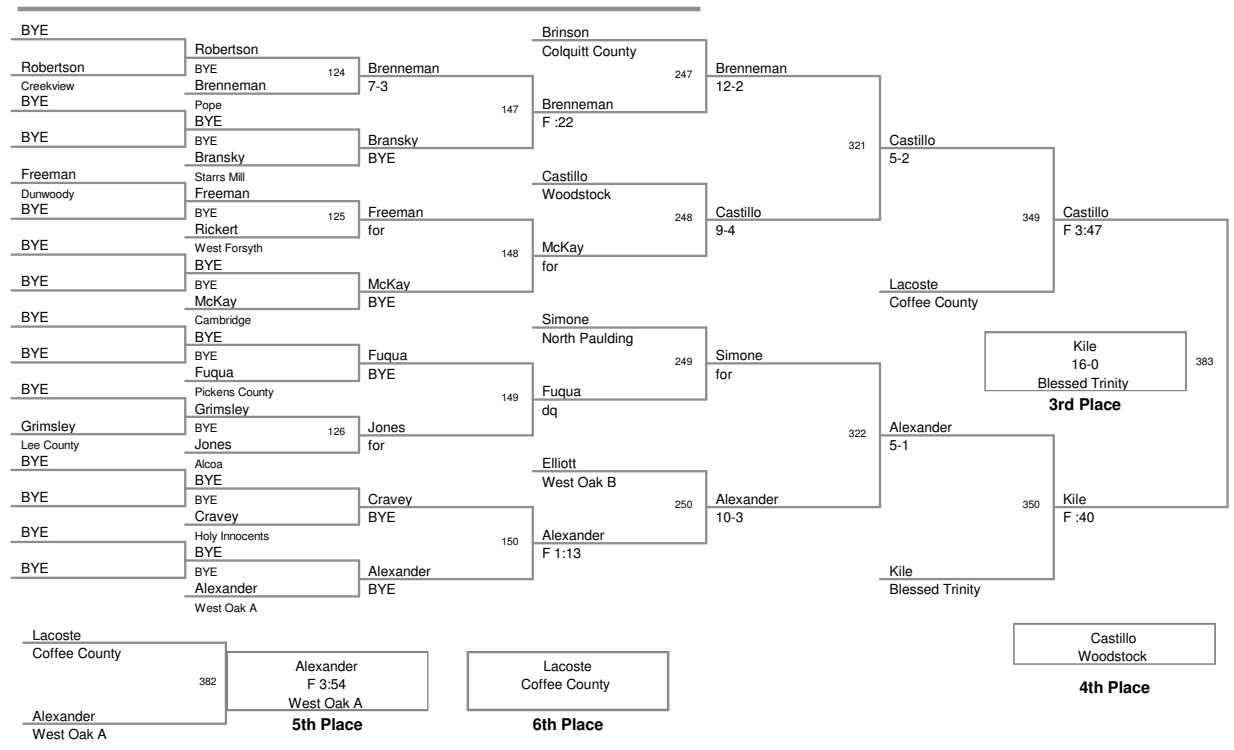 BYE
Robertson
Creekview
BYE
BYE
Freeman
Dunwoody
BYE
BYE
BYE
BYE
BYE
BYE
Grimsley
Lee County
BYE
BYE
BYE
BYE
Robertson
BYE
124
Brenneman
Pope
BYE
BYE
Bransky
Starrs Mill
Freeman
BYE
125
Rickert
West Forsyth
BYE
BYE
McKay
Cambridge
BYE
BYE
Fuqua
Pickens County
Grimsley
BYE
126
Jones
Alcoa
BYE
BYE
Cravey
Holy Innocents
BYE
BYE
Alexander
West Oak A
Brenneman
7-3
147
Bransky
BYE
Freeman
for
148
McKay
BYE
Fuqua
BYE
149
Jones
for
Cravey
BYE
150
Alexander
BYE
Brinson
Colquitt County
247
Brenneman
F :22
Castillo
Woodstock
248
McKay
for
Simone
North Paulding
249
Fuqua
dq
Elliott
West Oak B
250
Alexander
F 1:13
Brenneman
12-2
321
Castillo
9-4
Simone
for
322
Alexander
10-3
Castillo
5-2
349
Lacoste
Coffee County
Alexander
5-1
350
Kile
Blessed Trinity
Castillo
F 3:47
383
Kile
F :40
Kile
16-0
Blessed Trinity
3rd Place
Castillo
Woodstock
4th Place
Lacoste
Coffee County
382
Alexander
West Oak A
Alexander
F 3:54
West Oak A
5th Place
Lacoste
Coffee County
6th Place